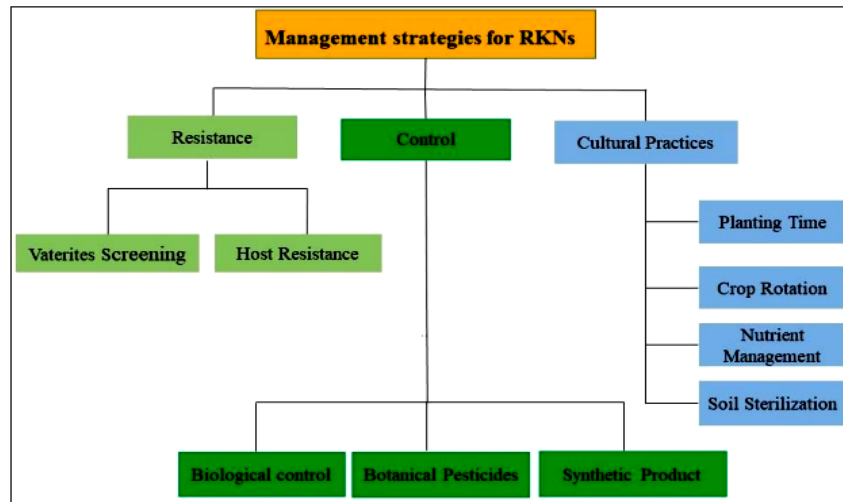 Management strategies for RKNs
Resistance
Control
Cultural Practices
Vaterites Screening
Host Resistance
Planting Time
Crop Rotation
Nutrient
Management
Soil Sterilization
Biological control
Botanical Pesticides
Synthetic Product